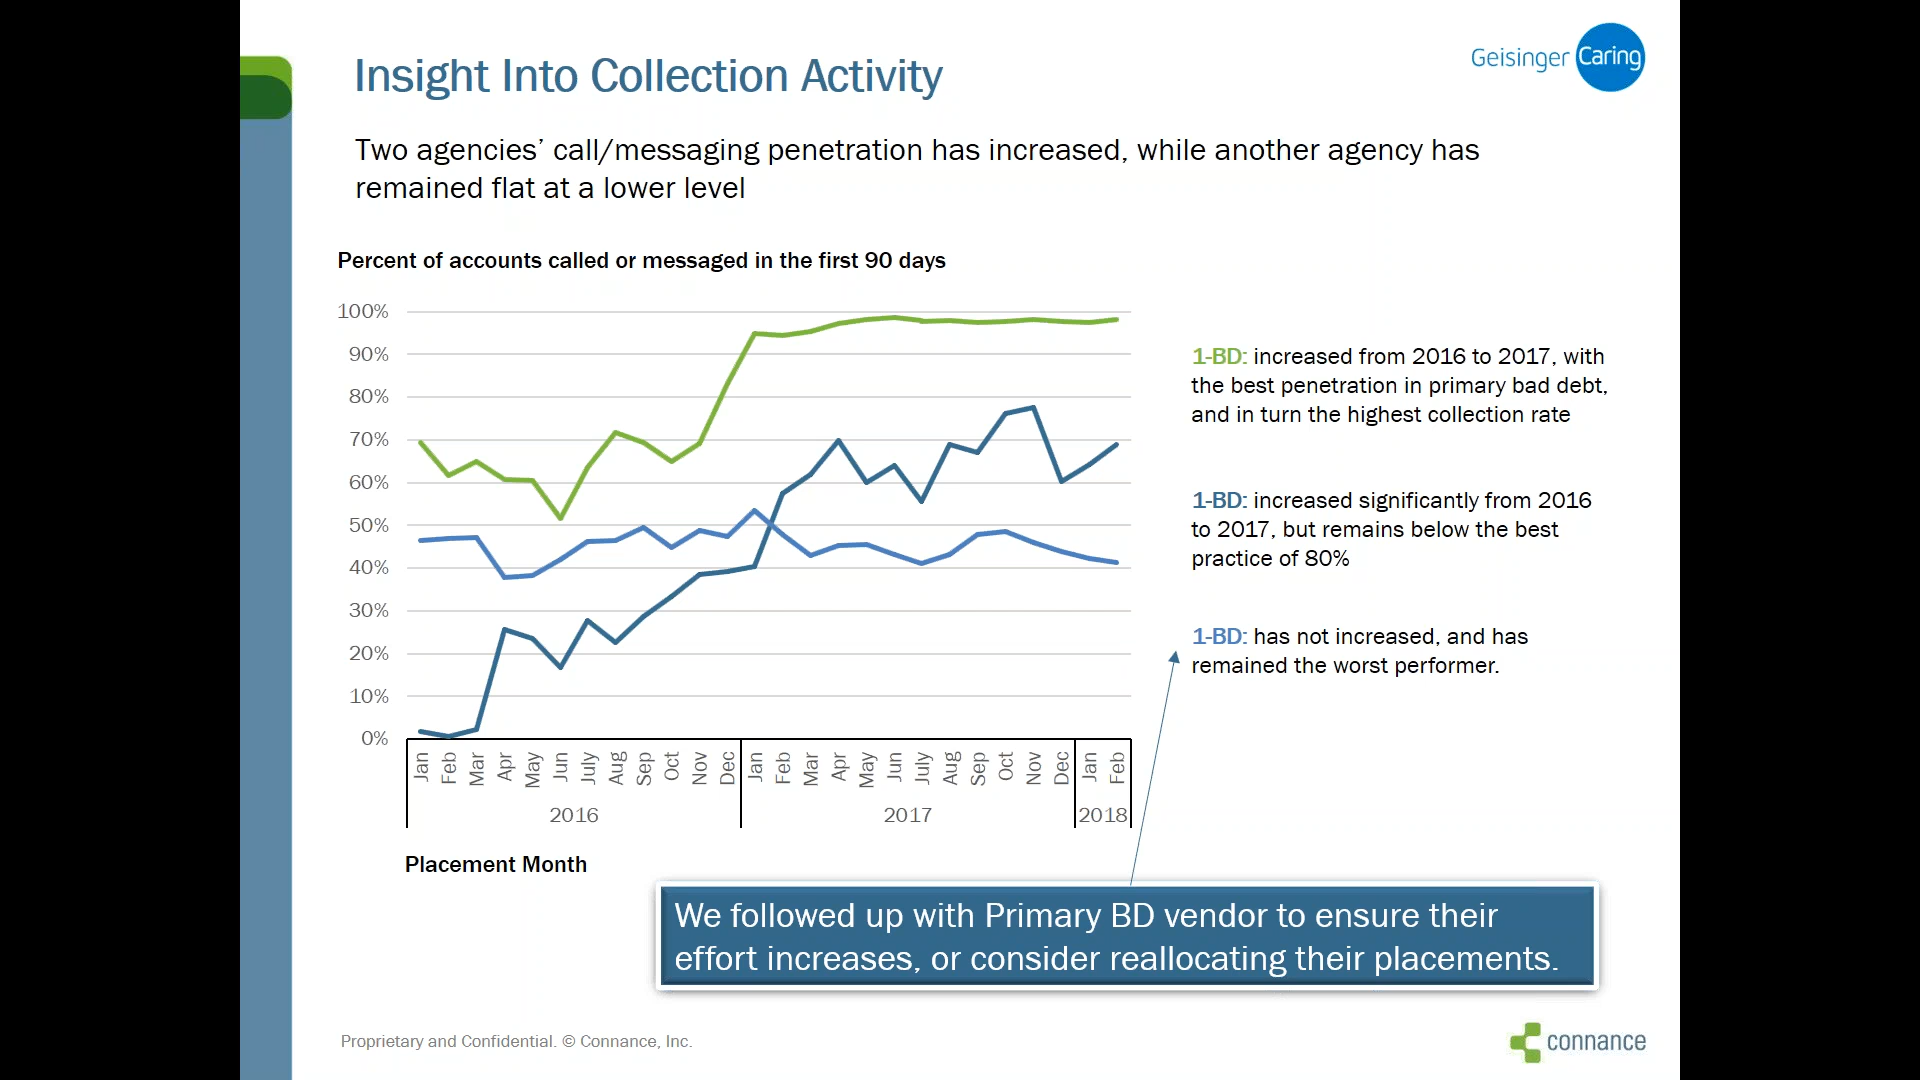 Insight Into Collection Activity
Geisinger Caring
Two agencies’ call/messaging penetration has increased, while another agency has
remained flat at a lower level
Percent of accounts called or messaged in the first 90 days
100%
90%
80%
70%
60%
50%
40%
30%
20%
10%
0%
Jan Feb Mar Apr May Jun July Aug Sep Oct Nov Dec Jan Feb Mar Apr May Jun July Aug Sep Oct Nov Dec Jan Feb
2016 2017 2018
Placement Month
1-BD: increased from 2016 to 2017, with
the best penetration in primary bad debt,
and in turn the highest collection rate
1-BD: increased significantly from 2016
to 2017, but remains below the best
practice of 80%
1-BD: has not increased, and has
remained the worst performer.
We followed up with Primary BD vendor to ensure their
effort increases, or consider reallocating their placements.
Proprietary and Confidential. © Connance, Inc.
connance